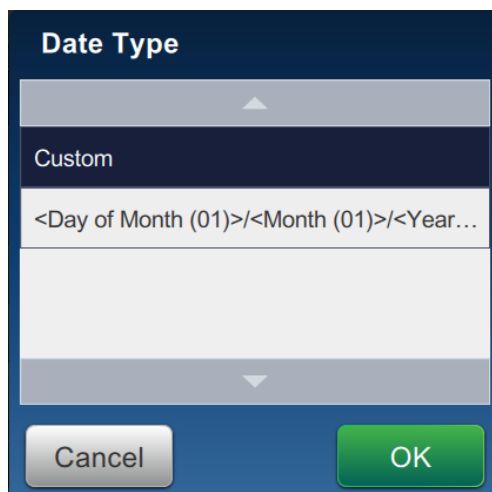 Date Type
Custom
<Day of Month (01)>/<Month (01)>/<Year…
Cancel
OK